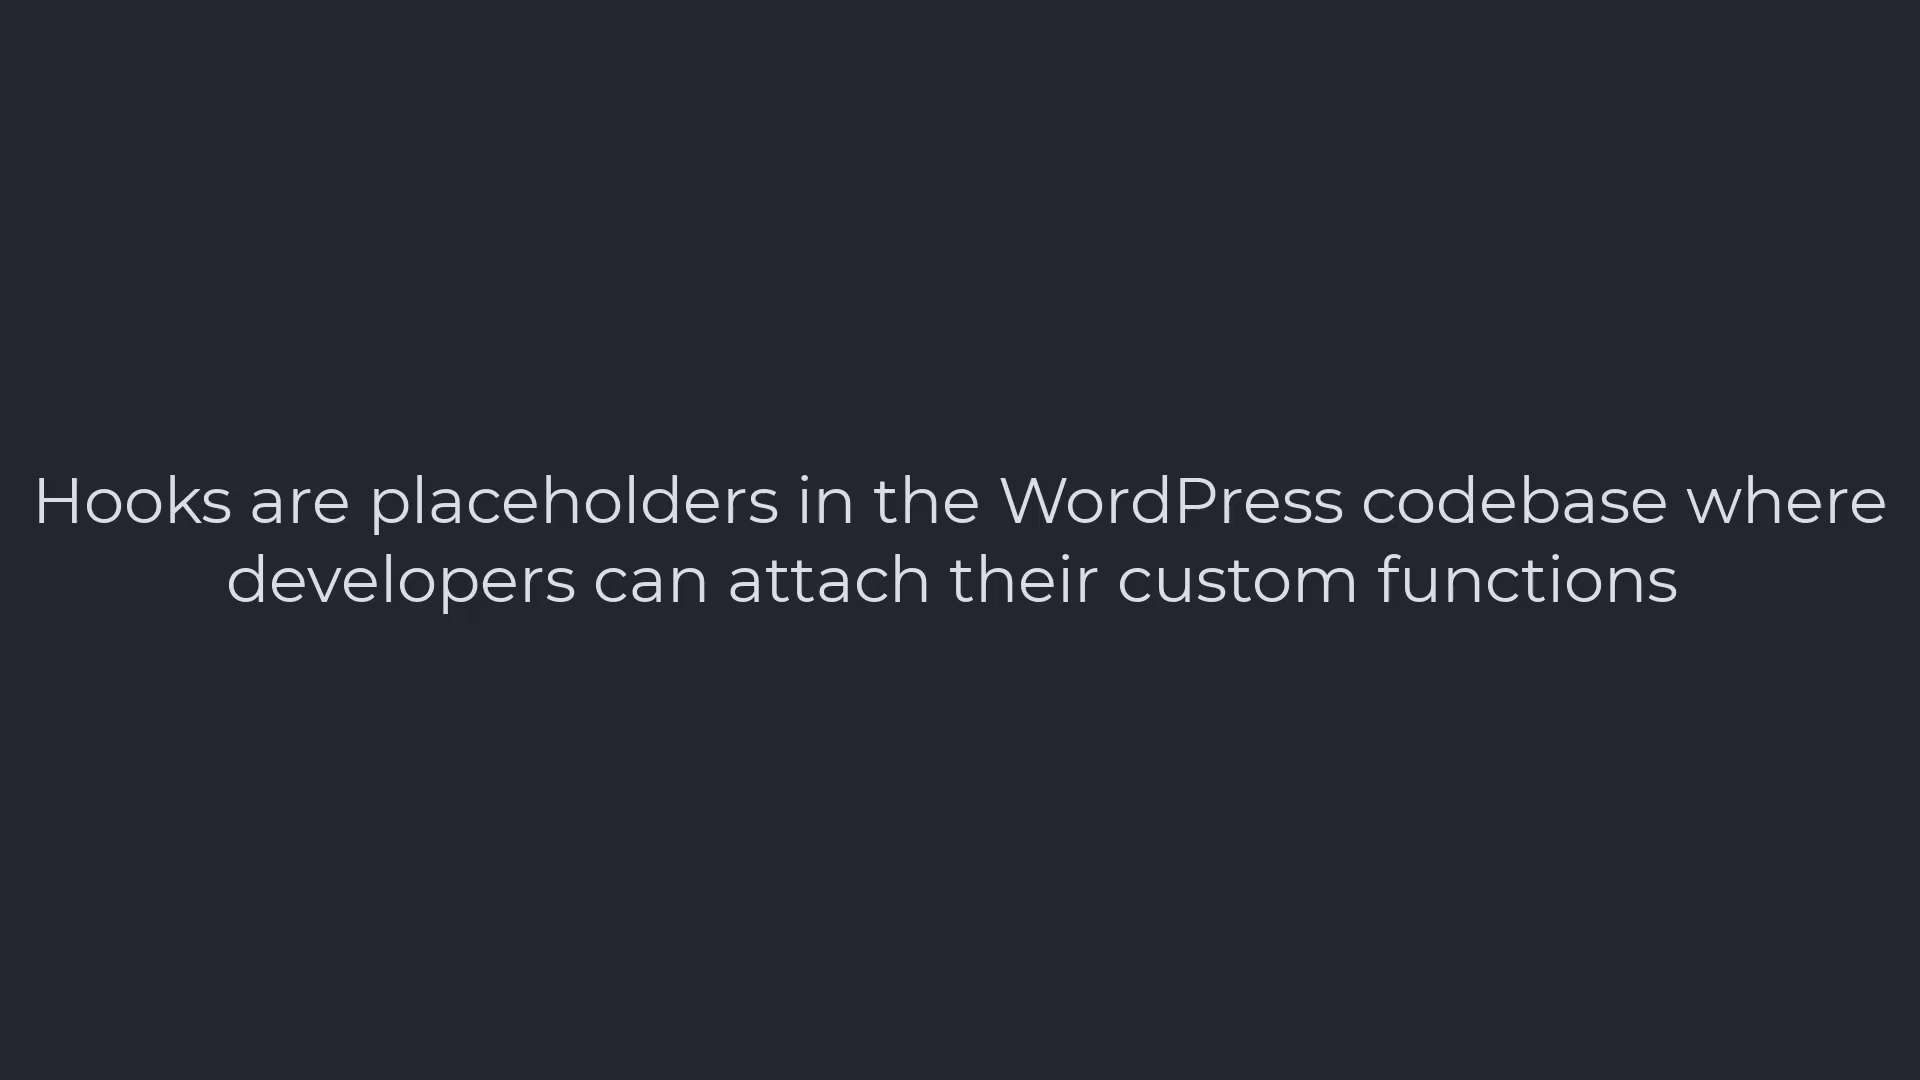 Hooks are placeholders in the WordPress codebase where
developers can attach their custom functions